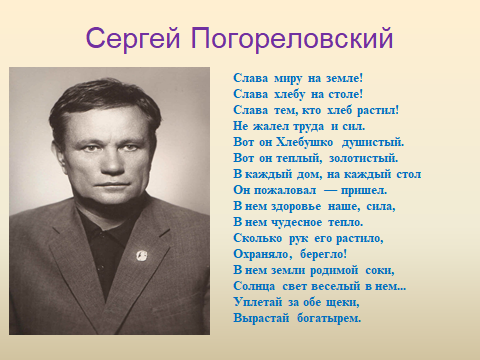 Сергей Погореловский
Слава миру на земле!
Слава хлебу на столе!
Слава тем, кто хлеб растил!
Не жалел труда и сил.
Вот он Хлебушко душистый.
Вот он теплый, золотистый.
В каждый дом, на каждый стол
Он пожаловал — пришел.
В нем здоровье наше, сила,
В нем чудесное тепло.
Сколько рук его растило,
Охраняло, берегло!
В нем земли родимой соки,
Солнца свет веселый в нем...
Уплетай за обе щеки,
Вырастай богатырем.